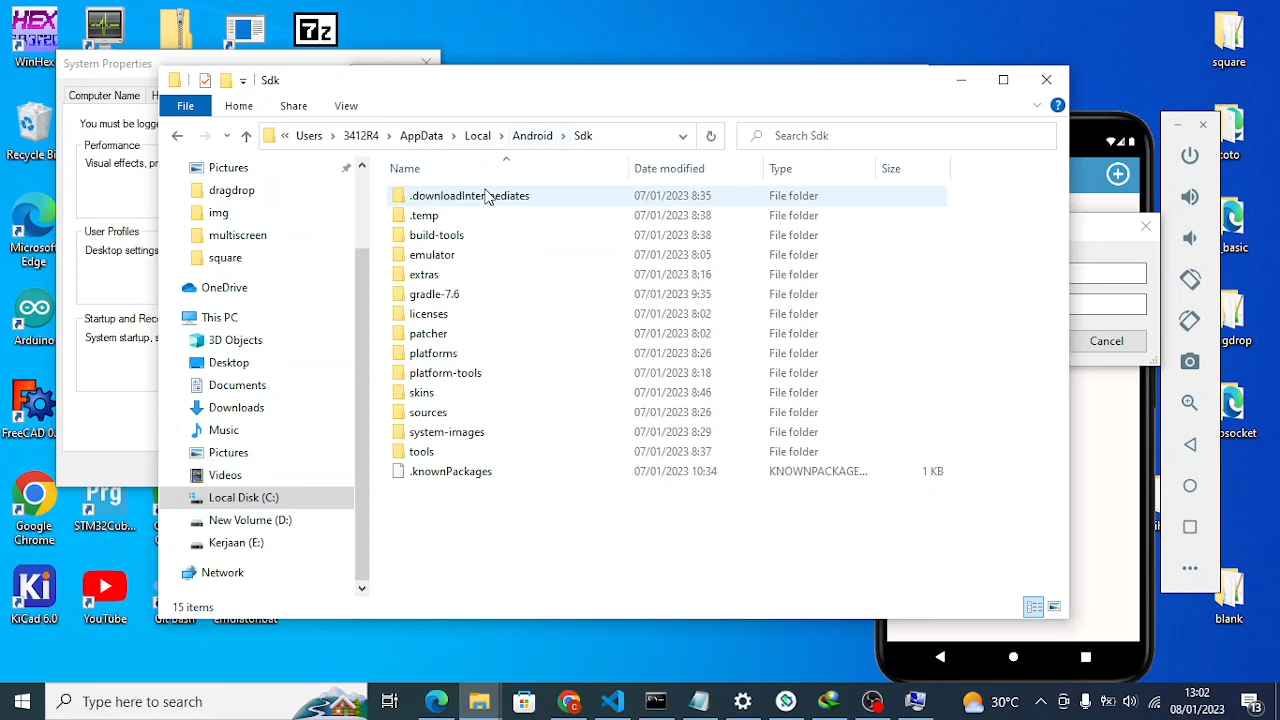 WinHex
Recycle Bi
Microsoft
Edge
Arduino
FreeCAD 0.
Google
Chrome
Prg
STM32Cub...
KiCad 6.0
YouTube
emulator.bat
System Properties
Computer Name
You must be logge
Performance
Visual effects, pr
User Profiles
Desktop settings
Startup and Reco
System startup, s
Sdk
File Home Share View
« Users > 3412R4 > AppData > Local > Android > Sdk
Search Sdk
Pictures
dragdrop
img
multiscreen
square
OneDrive
This PC
3D Objects
Desktop
Documents
Downloads
Music
Pictures
Videos
Local Disk (C:)
New Volume (D:)
Kerjaan (E:)
Network
Name Date modified Type Size
.downloadIntermediates 07/01/2023 8:35 File folder
.temp 07/01/2023 8:38 File folder
build-tools 07/01/2023 8:38 File folder
emulator 07/01/2023 8:05 File folder
extras 07/01/2023 8:16 File folder
gradle-7.6 07/01/2023 9:35 File folder
licenses 07/01/2023 8:02 File folder
patcher 07/01/2023 8:02 File folder
platforms 07/01/2023 8:26 File folder
platform-tools 07/01/2023 8:18 File folder
skins 07/01/2023 8:46 File folder
sources 07/01/2023 8:26 File folder
system-images 07/01/2023 8:29 File folder
tools 07/01/2023 8:37 File folder
.knownPackages 07/01/2023 10:34 KNOWNPACKAGE... 1 KB
15 items
Cancel
square
oto
_basic
gdrop
psocket
blank
Type here to search
30°C
13:02
08/01/2023
13